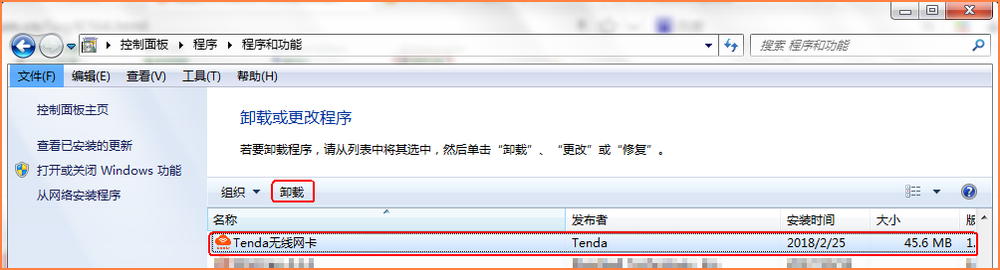 控制面板 ▸ 程序 ▸ 程序和功能
搜索 程序和功能
文件(F) 编辑(E) 查看(V) 工具(T) 帮助(H)
控制面板主页
查看已安装的更新
打开或关闭 Windows 功能
从网络安装程序
卸载或更改程序
若要卸载程序，请从列表中将其选中，然后单击“卸载”、“更改”或“修复”。
组织 卸载
名称 发布者 安装时间 大小 版
Tenda无线网卡 Tenda 2018/2/25 45.6 MB 1.